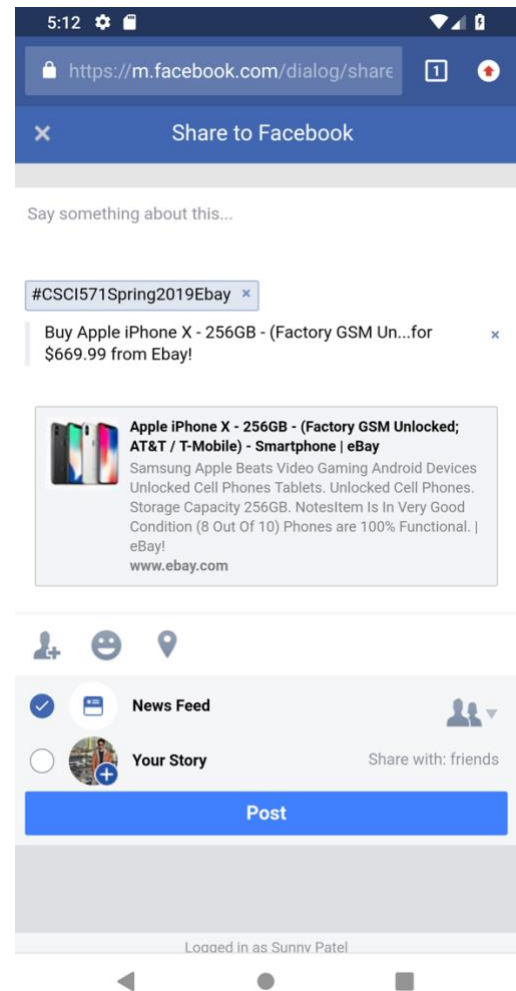 5:12
https://m.facebook.com/dialog/share
1
Share to Facebook
Say something about this...
#CSCI571Spring2019Ebay ×
Buy Apple iPhone X - 256GB - (Factory GSM Un...for
$669.99 from Ebay!
×
Apple iPhone X - 256GB - (Factory GSM Unlocked;
AT&T / T-Mobile) - Smartphone | eBay
Samsung Apple Beats Video Gaming Android Devices
Unlocked Cell Phones Tablets. Unlocked Cell Phones.
Storage Capacity 256GB. NotesItem Is In Very Good
Condition (8 Out Of 10) Phones are 100% Functional. |
eBay!
www.ebay.com
News Feed
Your Story
Share with: friends
Post
Logged in as Sunny Patel